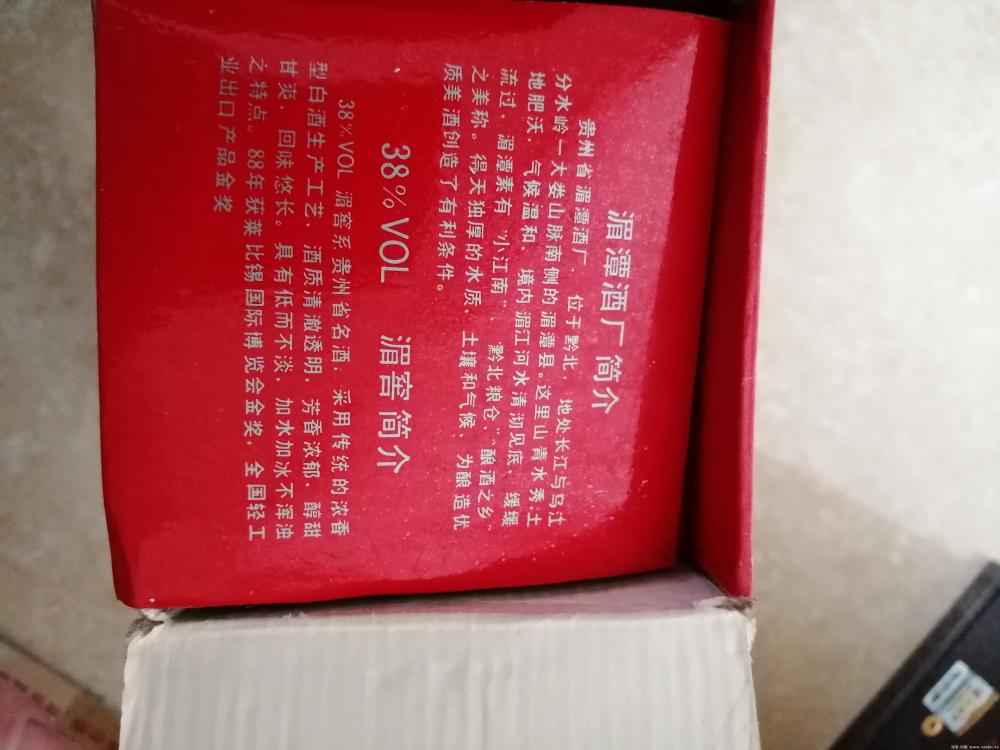 湄潭酒厂简介
贵州省湄潭酒厂、位于黔北、地处长江与乌江
分水岭-大娄山脉南侧的湄潭县。这里山青水秀、土
地肥沃、气候温和、境内湄江河水清沏见底，缓缓
流过，湄潭素有“小江南”、“黔北粮仓”、“酿酒之乡
之美称。得天独厚的水质、土壤和气候，为酿造优
质美酒创造了有利条件。
38%VOL 湄窖简介
38%VOL 湄窖系贵州省名酒，采用传统的浓香
型白酒生产工艺、酒质清澈透明，芳香浓郁，醇甜
甘爽，回味悠长。具有低而不淡、加水加冰不浑浊
之特点。88年获莱比锡国际博览会金奖，全国轻工
业出口产品金奖